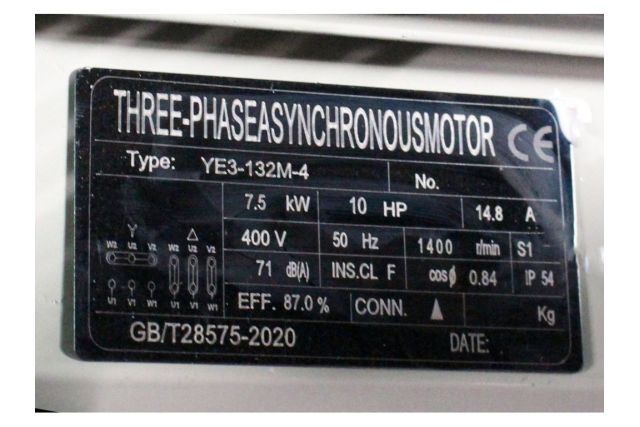 THREE-PHASEASYNCHRONOUSMOTOR CE
Type: YE3-132M-4 No.
7.5 kW 10 HP 14.8 A
400 V 50 Hz 1400 r/min S1
71 dB(A) INS.CL F cosϕ 0.84 IP 54
EFF. 87.0 % CONN. ▲ Kg
Y △
W2 U2 V2 W2 U2 V2
U1 V1 W1 U1 V1 W1
GB/T28575-2020 DATE: